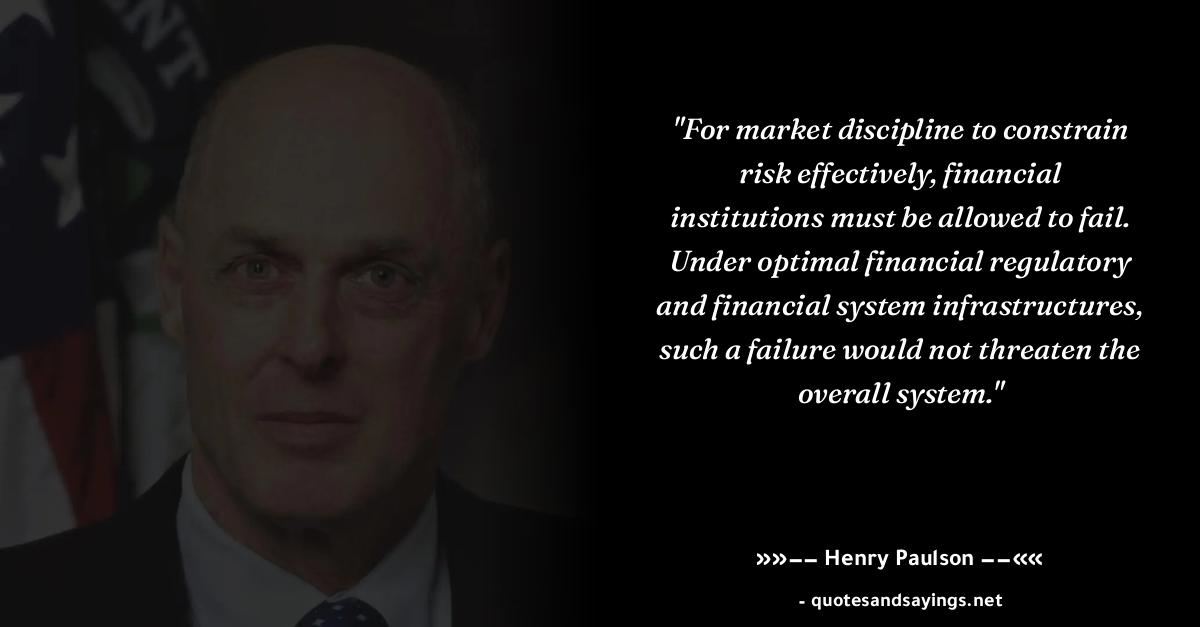 NT
"For market discipline to constrain
risk effectively, financial
institutions must be allowed to fail.
Under optimal financial regulatory
and financial system infrastructures,
such a failure would not threaten the
overall system."
»»−− Henry Paulson −−««
- quotesandsayings.net